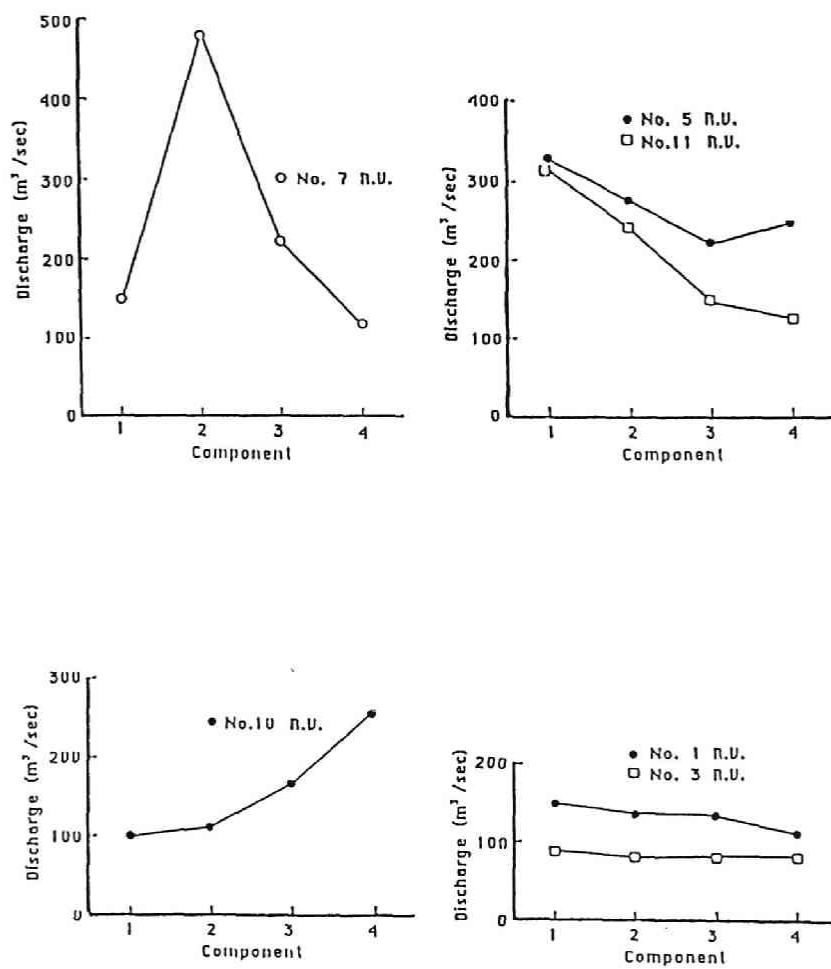 500
400
300
200
100
0
Discharge (m³/sec)
No. 7 R.U.
1 2 3 4
Component
400
300
200
100
0
Discharge (m³/sec)
No. 5 R.U.
No.11 R.U.
1 2 3 4
Component
300
200
100
0
Discharge (m³/sec)
No.10 R.U.
1 2 3 4
Component
200
100
0
Discharge (m³/sec)
No. 1 R.U.
No. 3 R.U.
1 2 3 4
Component